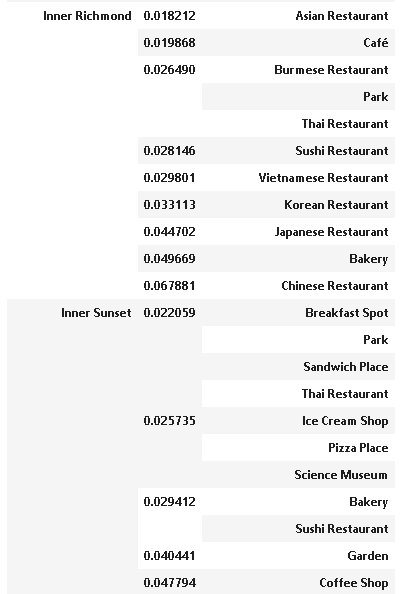 Inner Richmond 0.018212 Asian Restaurant
0.019868 Café
0.026490 Burmese Restaurant
Park
Thai Restaurant
0.028146 Sushi Restaurant
0.029801 Vietnamese Restaurant
0.033113 Korean Restaurant
0.044702 Japanese Restaurant
0.049669 Bakery
0.067881 Chinese Restaurant
Inner Sunset 0.022059 Breakfast Spot
Park
Sandwich Place
Thai Restaurant
0.025735 Ice Cream Shop
Pizza Place
Science Museum
0.029412 Bakery
Sushi Restaurant
0.040441 Garden
0.047794 Coffee Shop